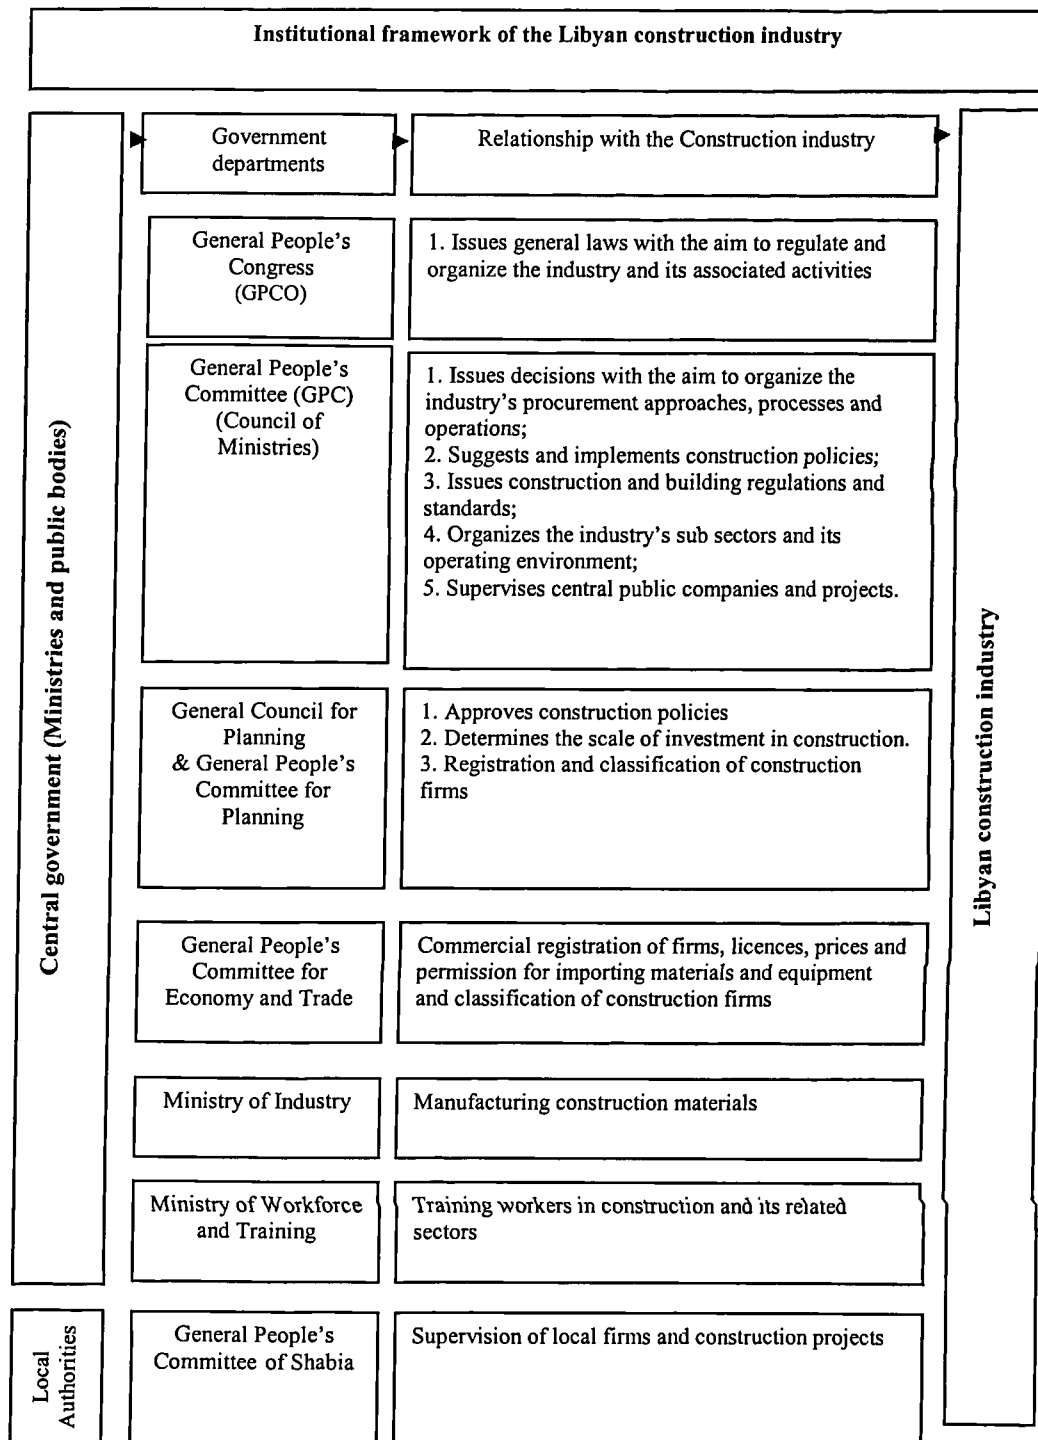 Institutional framework of the Libyan construction industry
Central government (Ministries and public bodies)
Government
departments
Relationship with the Construction industry
General People's
Congress
(GPCO)
1. Issues general laws with the aim to regulate and
organize the industry and its associated activities
General People's
Committee (GPC)
(Council of
Ministries)
1. Issues decisions with the aim to organize the
industry's procurement approaches, processes and
operations;
2. Suggests and implements construction policies;
3. Issues construction and building regulations and
standards;
4. Organizes the industry's sub sectors and its
operating environment;
5. Supervises central public companies and projects.
General Council for
Planning
& General People's
Committee for
Planning
1. Approves construction policies
2. Determines the scale of investment in construction.
3. Registration and classification of construction
firms
General People's
Committee for
Economy and Trade
Commercial registration of firms, licences, prices and
permission for importing materials and equipment
and classification of construction firms
Ministry of Industry
Manufacturing construction materials
Ministry of Workforce
and Training
Training workers in construction and its related
sectors
Local
Authorities
General People's
Committee of Shabia
Supervision of local firms and construction projects
Libyan construction industry